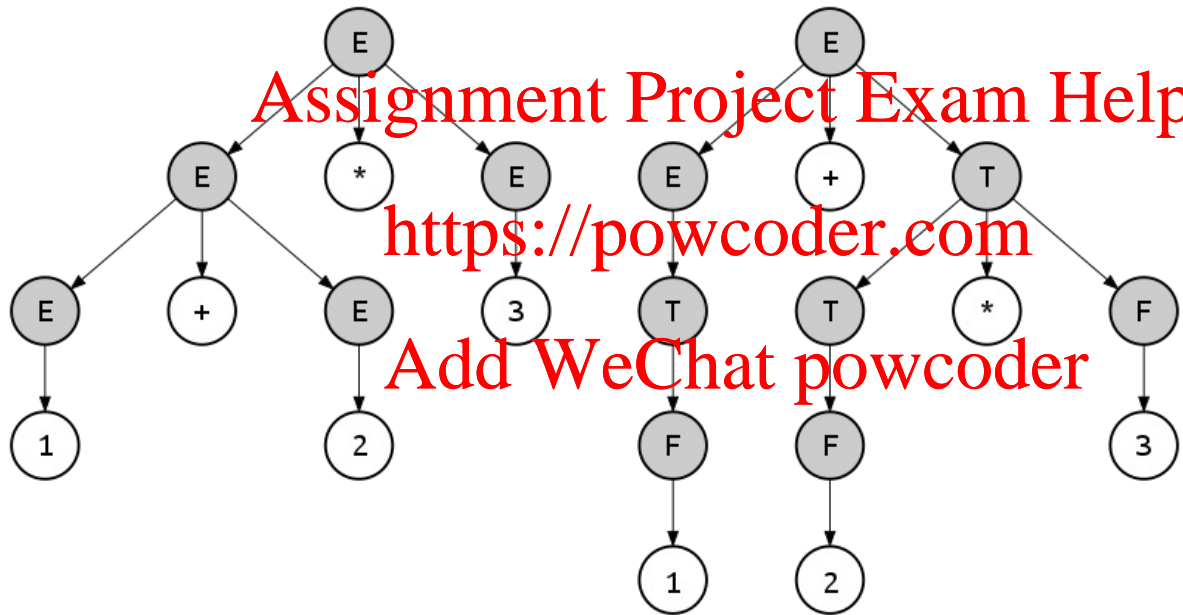 E E
Assignment Project Exam Help
E * E E + T
https://powcoder.com
E + E 3 T T * F
Add WeChat powcoder
1 2 F F 3
1 2